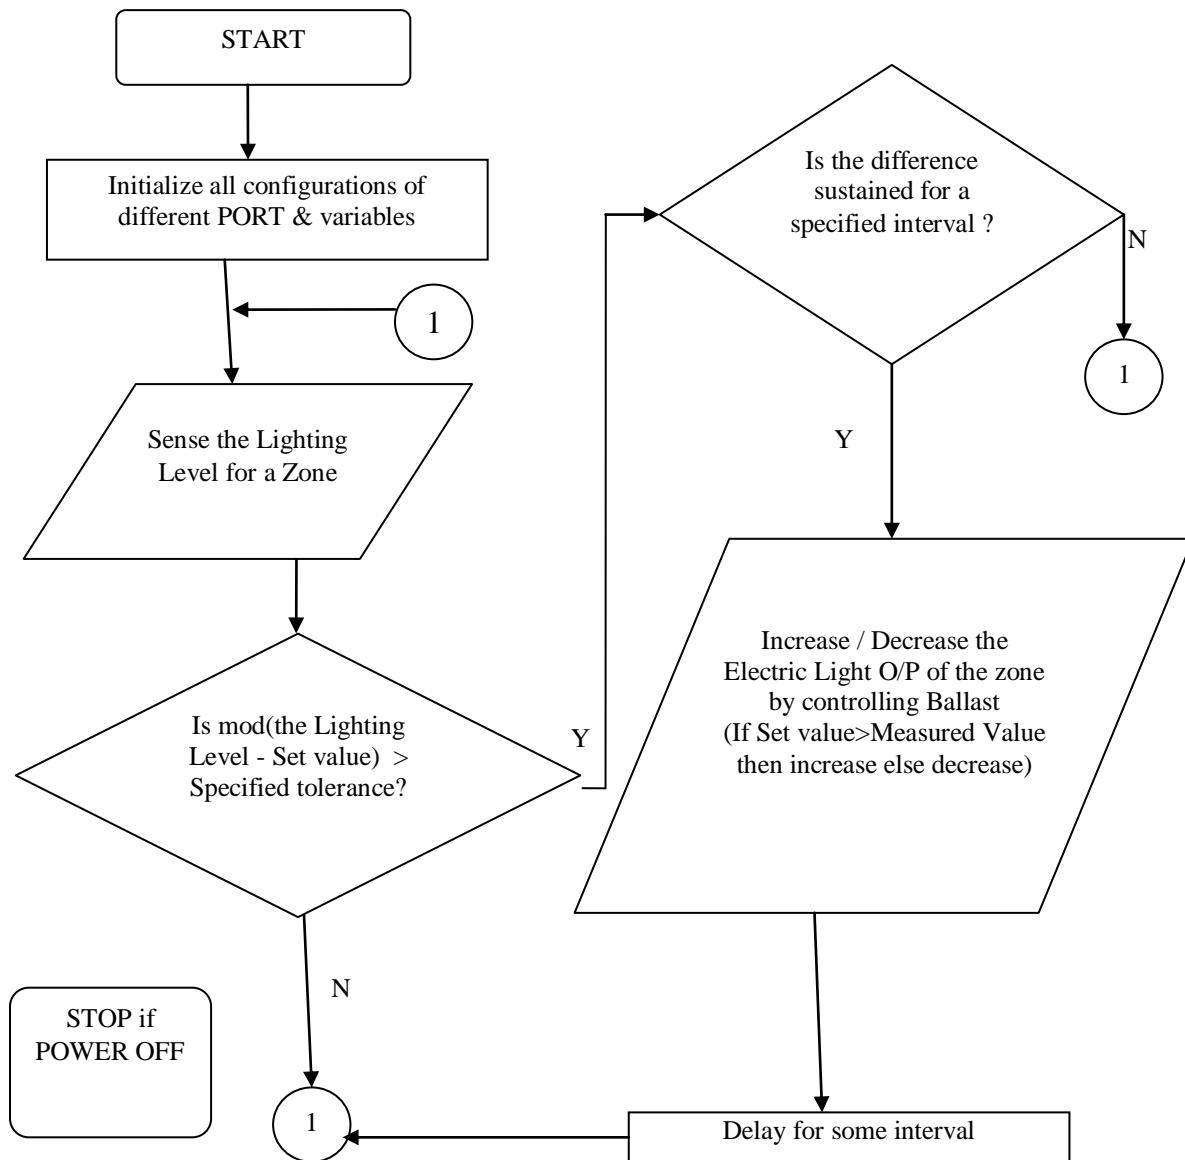 START
Initialize all configurations of
different PORT & variables
1
Sense the Lighting
Level for a Zone
Is mod(the Lighting
Level - Set value)  >
Specified tolerance?
Y
N
STOP if
POWER OFF
1
Is the difference
sustained for a
specified interval ?
N
1
Y
Increase / Decrease the
Electric Light O/P of the zone
by controlling Ballast
(If Set value>Measured Value
then increase else decrease)
Delay for some interval